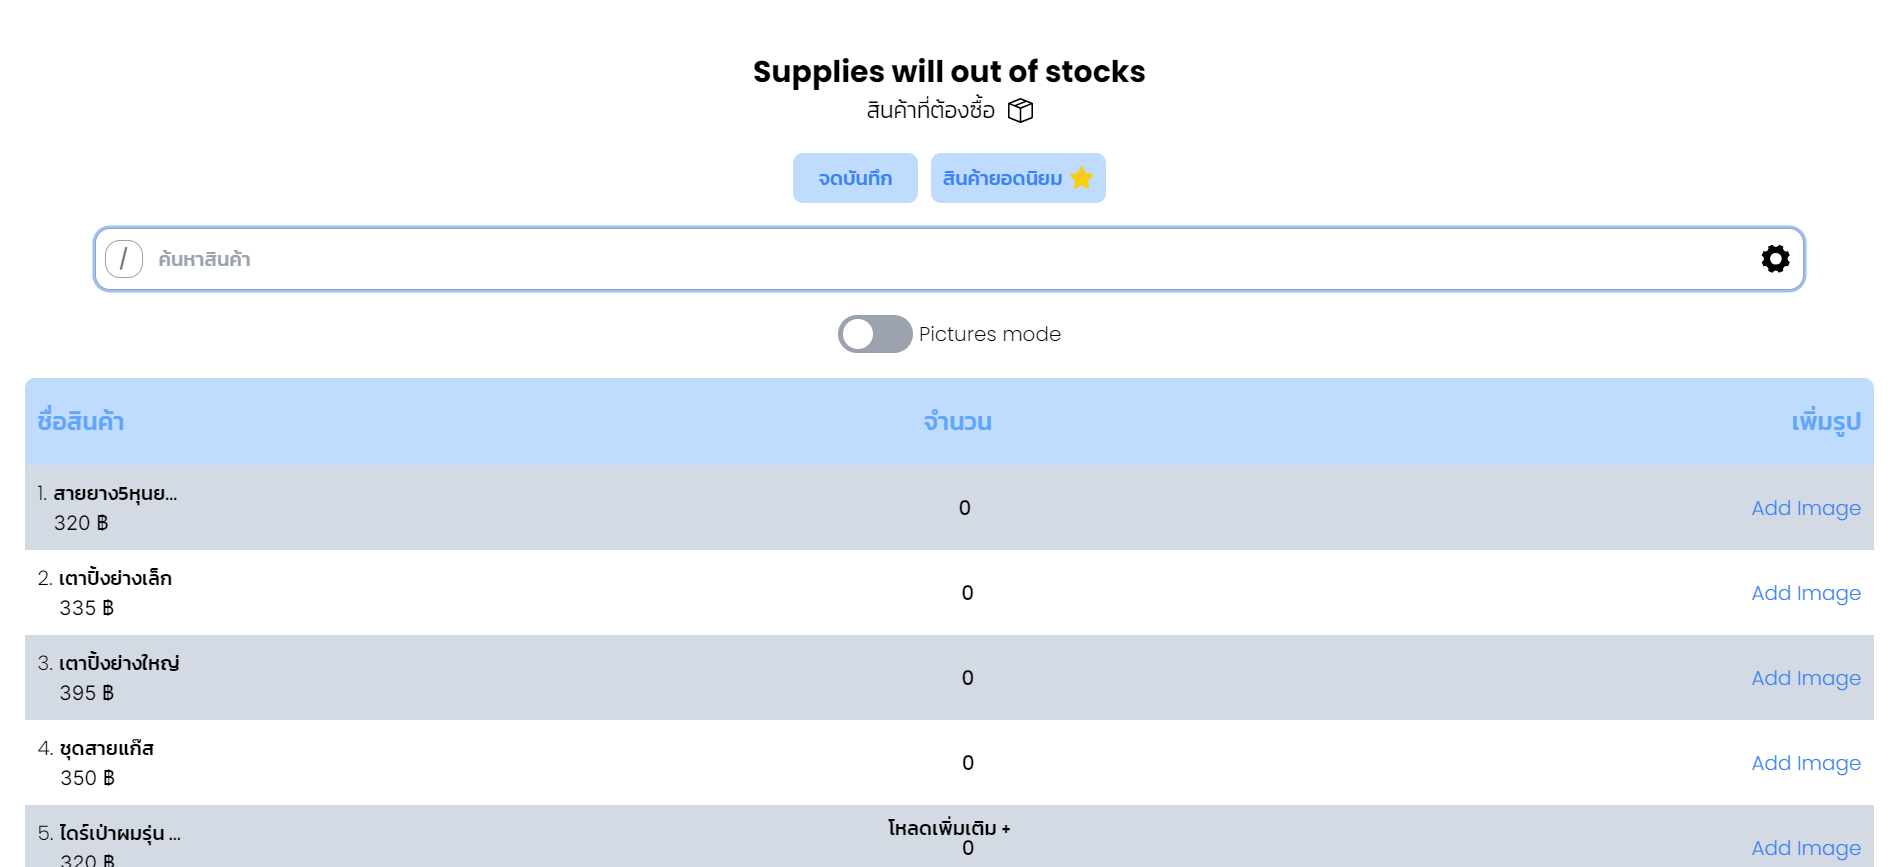 Supplies will out of stocks
สินค้าที่ต้องซื้อ
จดบันทึก
สินค้ายอดนิยม
/ ค้นหาสินค้า
Pictures mode
ชื่อสินค้า จำนวน เพิ่มรูป
1. สายยาง5หุนย...
320 ฿
0
Add Image
2. เตาปิ้งย่างเล็ก
335 ฿
0
Add Image
3. เตาปิ้งย่างใหญ่
395 ฿
0
Add Image
4. ชุดสายแก๊ส
350 ฿
0
Add Image
5. ไดร์เป่าผมรุ่น ...
320 ฿
โหลดเพิ่มเติม +
0
Add Image